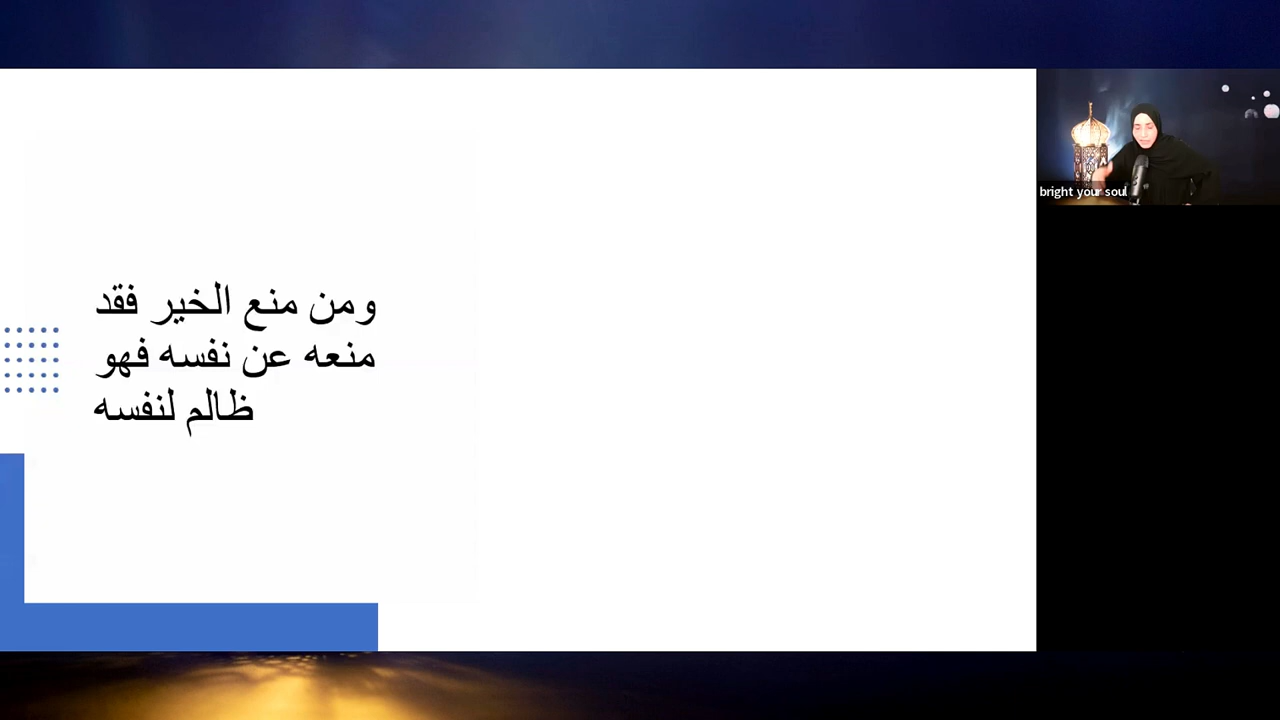 ومن منع الخير فقد
منعه عن نفسه فهو
ظالم لنفسه
bright your soul